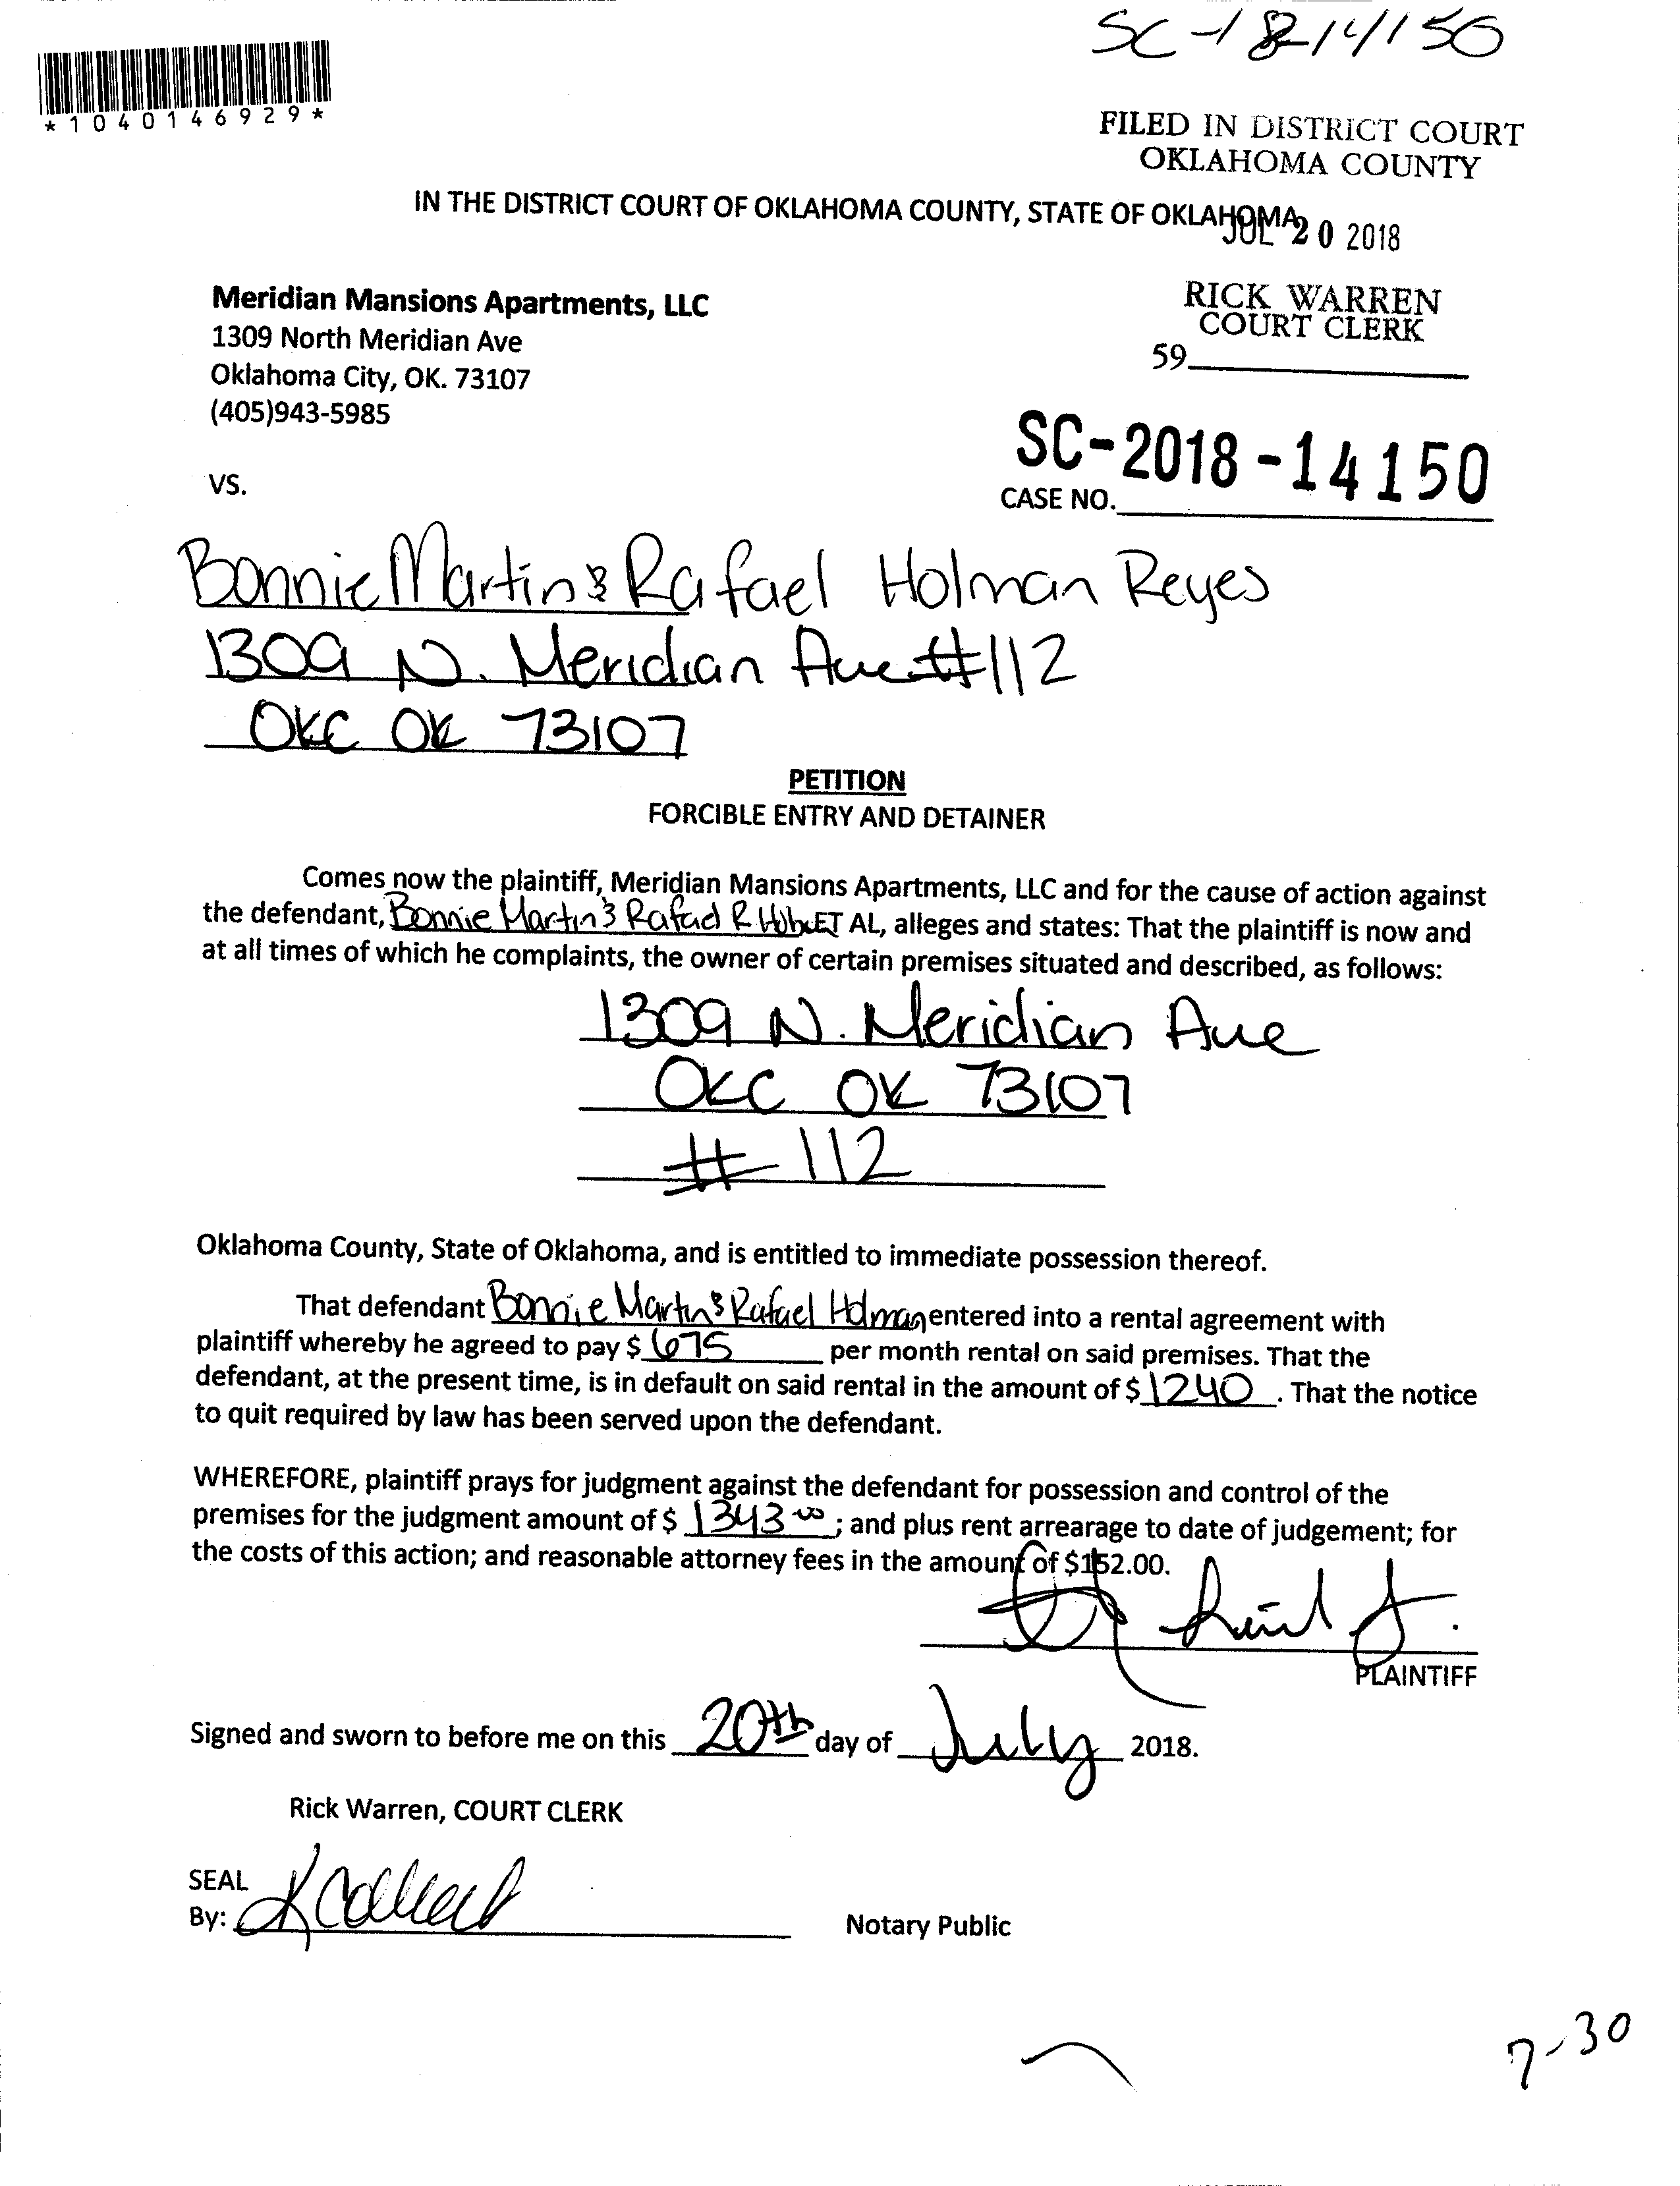 SC-18-14150
*1040146929*
FILED IN DISTRICT COURT
OKLAHOMA COUNTY
IN THE DISTRICT COURT OF OKLAHOMA COUNTY, STATE OF OKLAHOMA
JUL 20 2018
Meridian Mansions Apartments, LLC
1309 North Meridian Ave
Oklahoma City, OK. 73107
(405)943-5985
RICK WARREN
COURT CLERK
59
VS.
SC-2018-14150
CASE NO.
Bonnie Martin & Rafael Holman Reyes
1309 N. Meridian Ave #112
OKC OK 73107
PETITION
FORCIBLE ENTRY AND DETAINER
Comes now the plaintiff, Meridian Mansions Apartments, LLC and for the cause of action against
the defendant, Bonnie Martin & Rafael R ET AL, alleges and states: That the plaintiff is now and
at all times of which he complaints, the owner of certain premises situated and described, as follows:
1309 N. Meridian Ave
OKC OK 73107
# 112
Oklahoma County, State of Oklahoma, and is entitled to immediate possession thereof.
That defendant Bonnie Martin & Rafael Holman entered into a rental agreement with
plaintiff whereby he agreed to pay $ 675 per month rental on said premises. That the
defendant, at the present time, is in default on said rental in the amount of $ 1240. That the notice
to quit required by law has been served upon the defendant.
WHEREFORE, plaintiff prays for judgment against the defendant for possession and control of the
premises for the judgment amount of $ 1343.00; and plus rent arrearage to date of judgement; for
the costs of this action; and reasonable attorney fees in the amount of $152.00.
PLAINTIFF
Signed and sworn to before me on this 20th day of July 2018.
Rick Warren, COURT CLERK
SEAL
By:
Notary Public
7-30